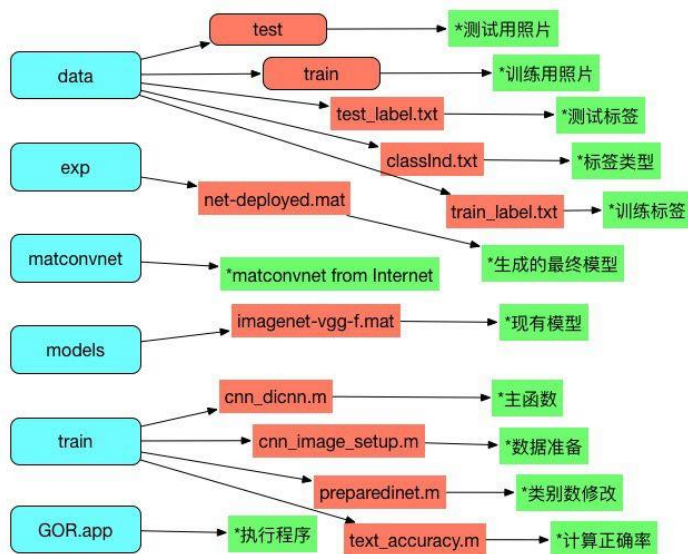 test
*测试用照片
data
train
*训练用照片
test_label.txt
*测试标签
classInd.txt
*标签类型
train_label.txt
*训练标签
exp
net-deployed.mat
*生成的最终模型
matconvnet
*matconvnet from Internet
models
imagenet-vgg-f.mat
*现有模型
train
cnn_dicnn.m
*主函数
cnn_image_setup.m
*数据准备
preparedinet.m
*类别数修改
text_accuracy.m
*计算正确率
GOR.app
*执行程序